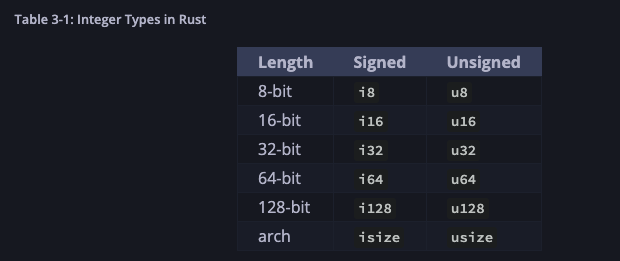 Table 3-1: Integer Types in Rust
Length Signed Unsigned
8-bit i8 u8
16-bit i16 u16
32-bit i32 u32
64-bit i64 u64
128-bit i128 u128
arch isize usize